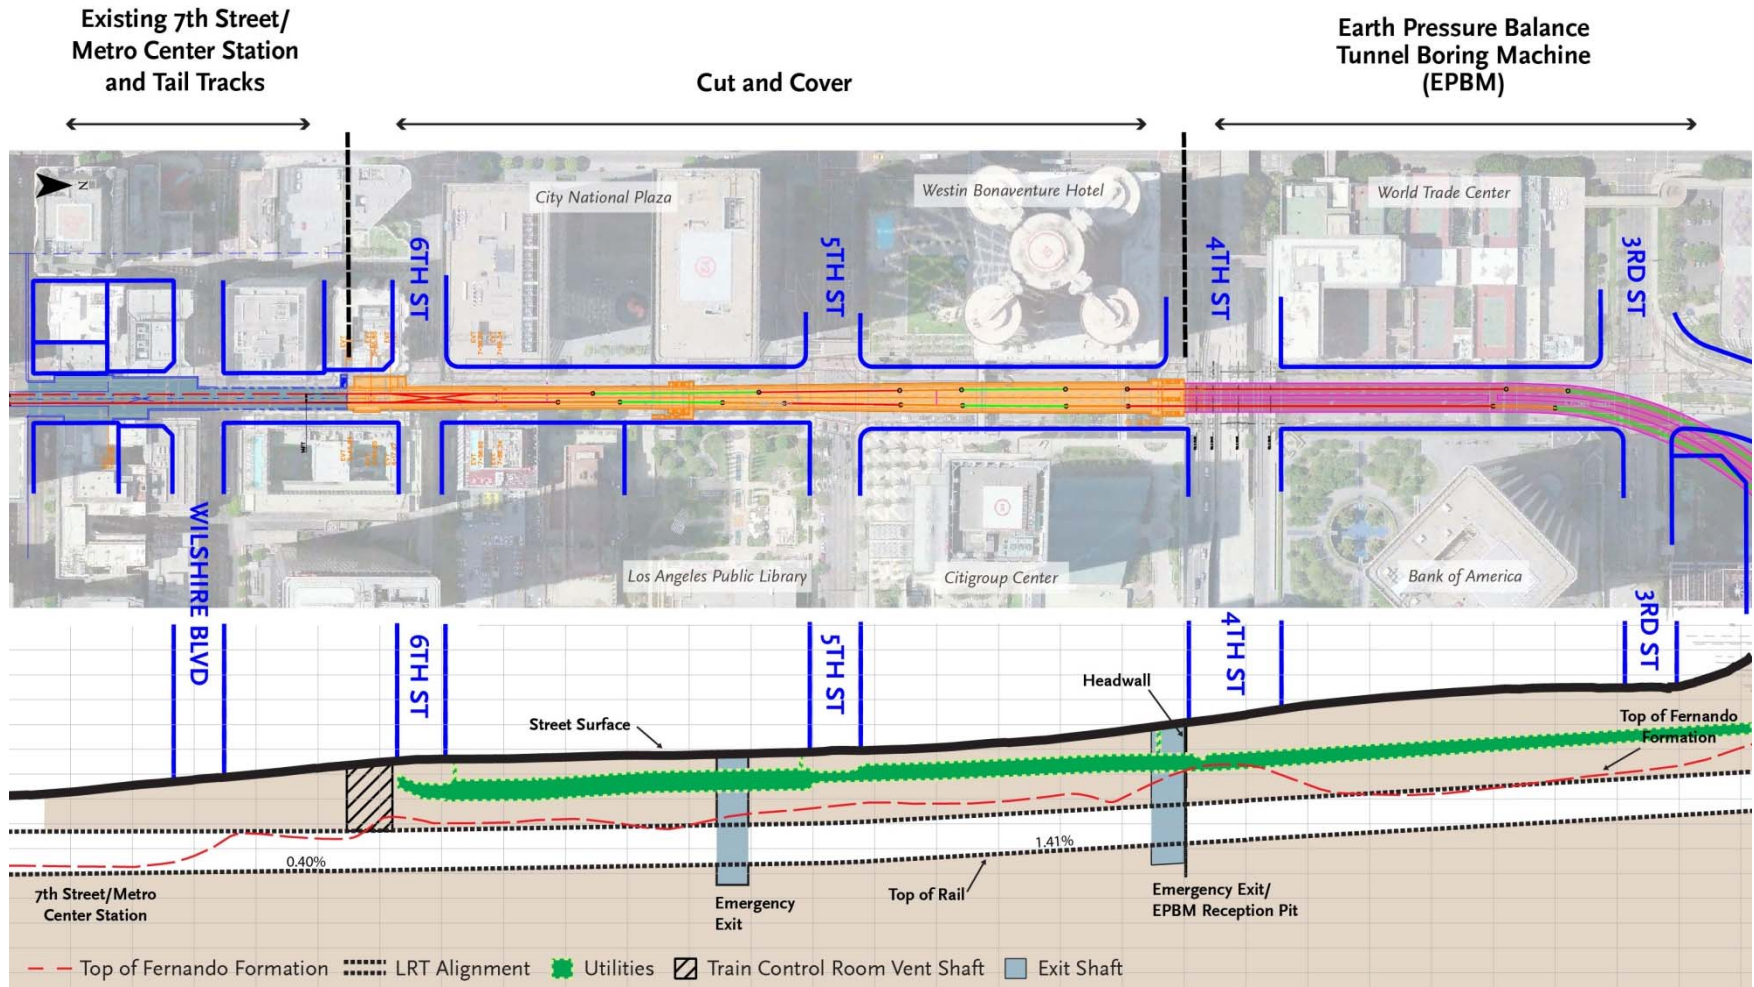 Existing 7th Street/
Metro Center Station
and Tail Tracks
Cut and Cover
Earth Pressure Balance
Tunnel Boring Machine
(EPBM)
N
City National Plaza
Westin Bonaventure Hotel
World Trade Center
6TH ST
5TH ST
4TH ST
3RD ST
WILSHIRE BLVD
Los Angeles Public Library
Citigroup Center
Bank of America
6TH ST
5TH ST
4TH ST
3RD ST
Headwall
Street Surface
Top of Fernando
Formation
0.40%
1.41%
7th Street/Metro
Center Station
Emergency
Exit
Top of Rail
Emergency Exit/
EPBM Reception Pit
Top of Fernando Formation
LRT Alignment
Utilities
Train Control Room Vent Shaft
Exit Shaft